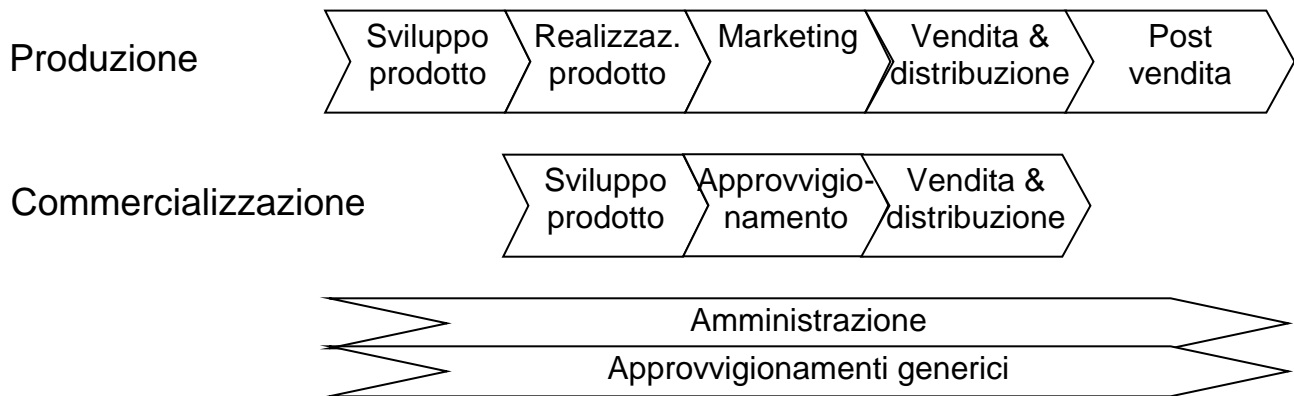 Produzione
Sviluppo
prodotto
Realizzaz.
prodotto
Marketing
Vendita &
distribuzione
Post
vendita
Commercializzazione
Sviluppo
prodotto
Approvvigio-
namento
Vendita &
distribuzione
Amministrazione
Approvvigionamenti generici